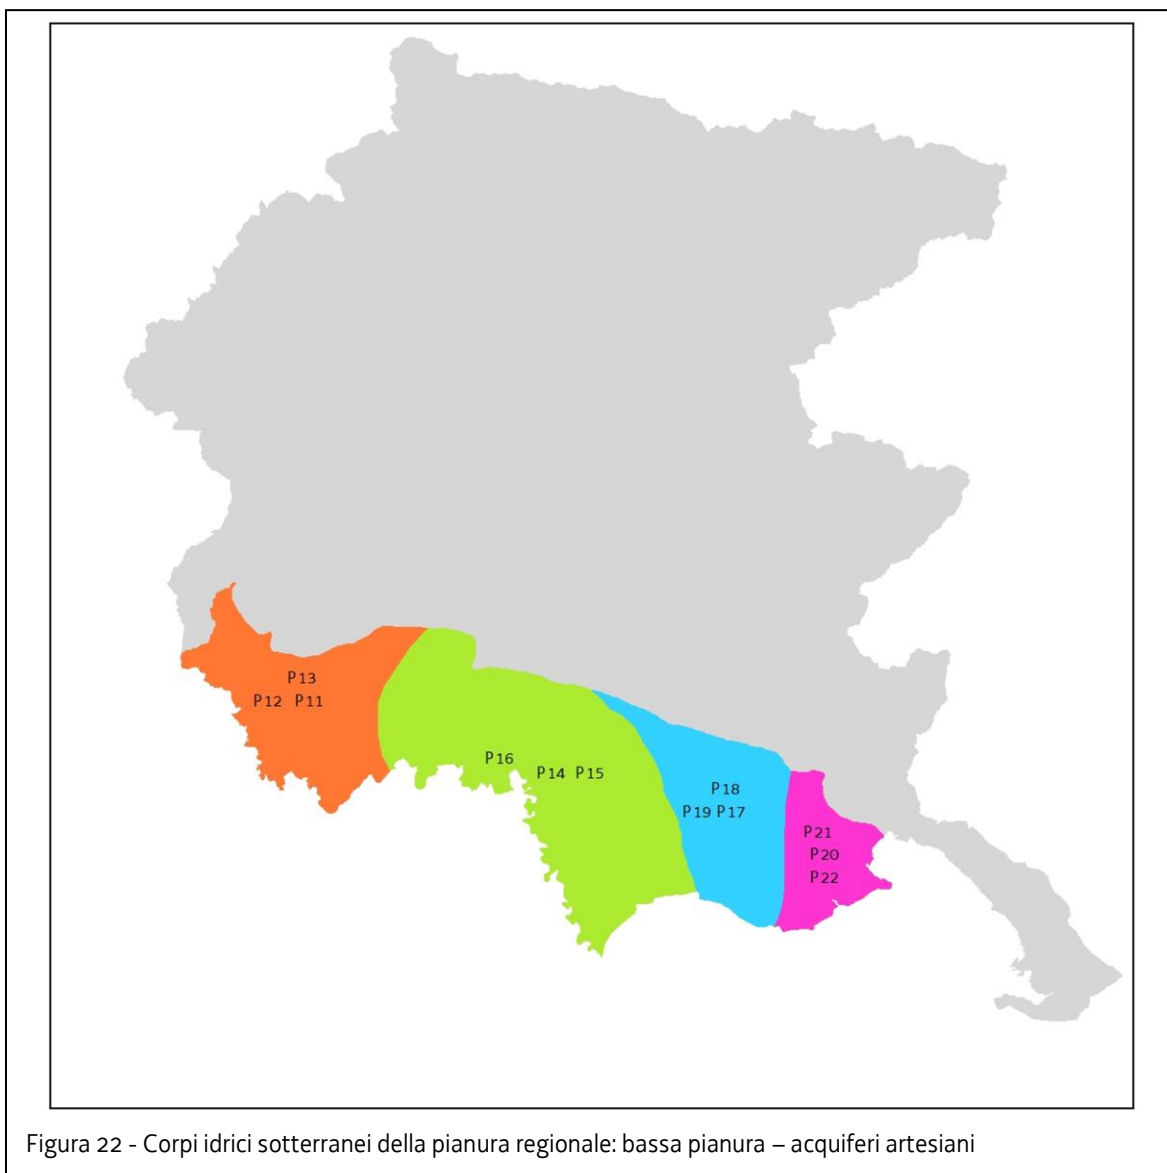 P13
P12 P11
P16
P14 P15
P18
P19 P17
P21
P20
P22
Figura 22 - Corpi idrici sotterranei della pianura regionale: bassa pianura – acquiferi artesiani